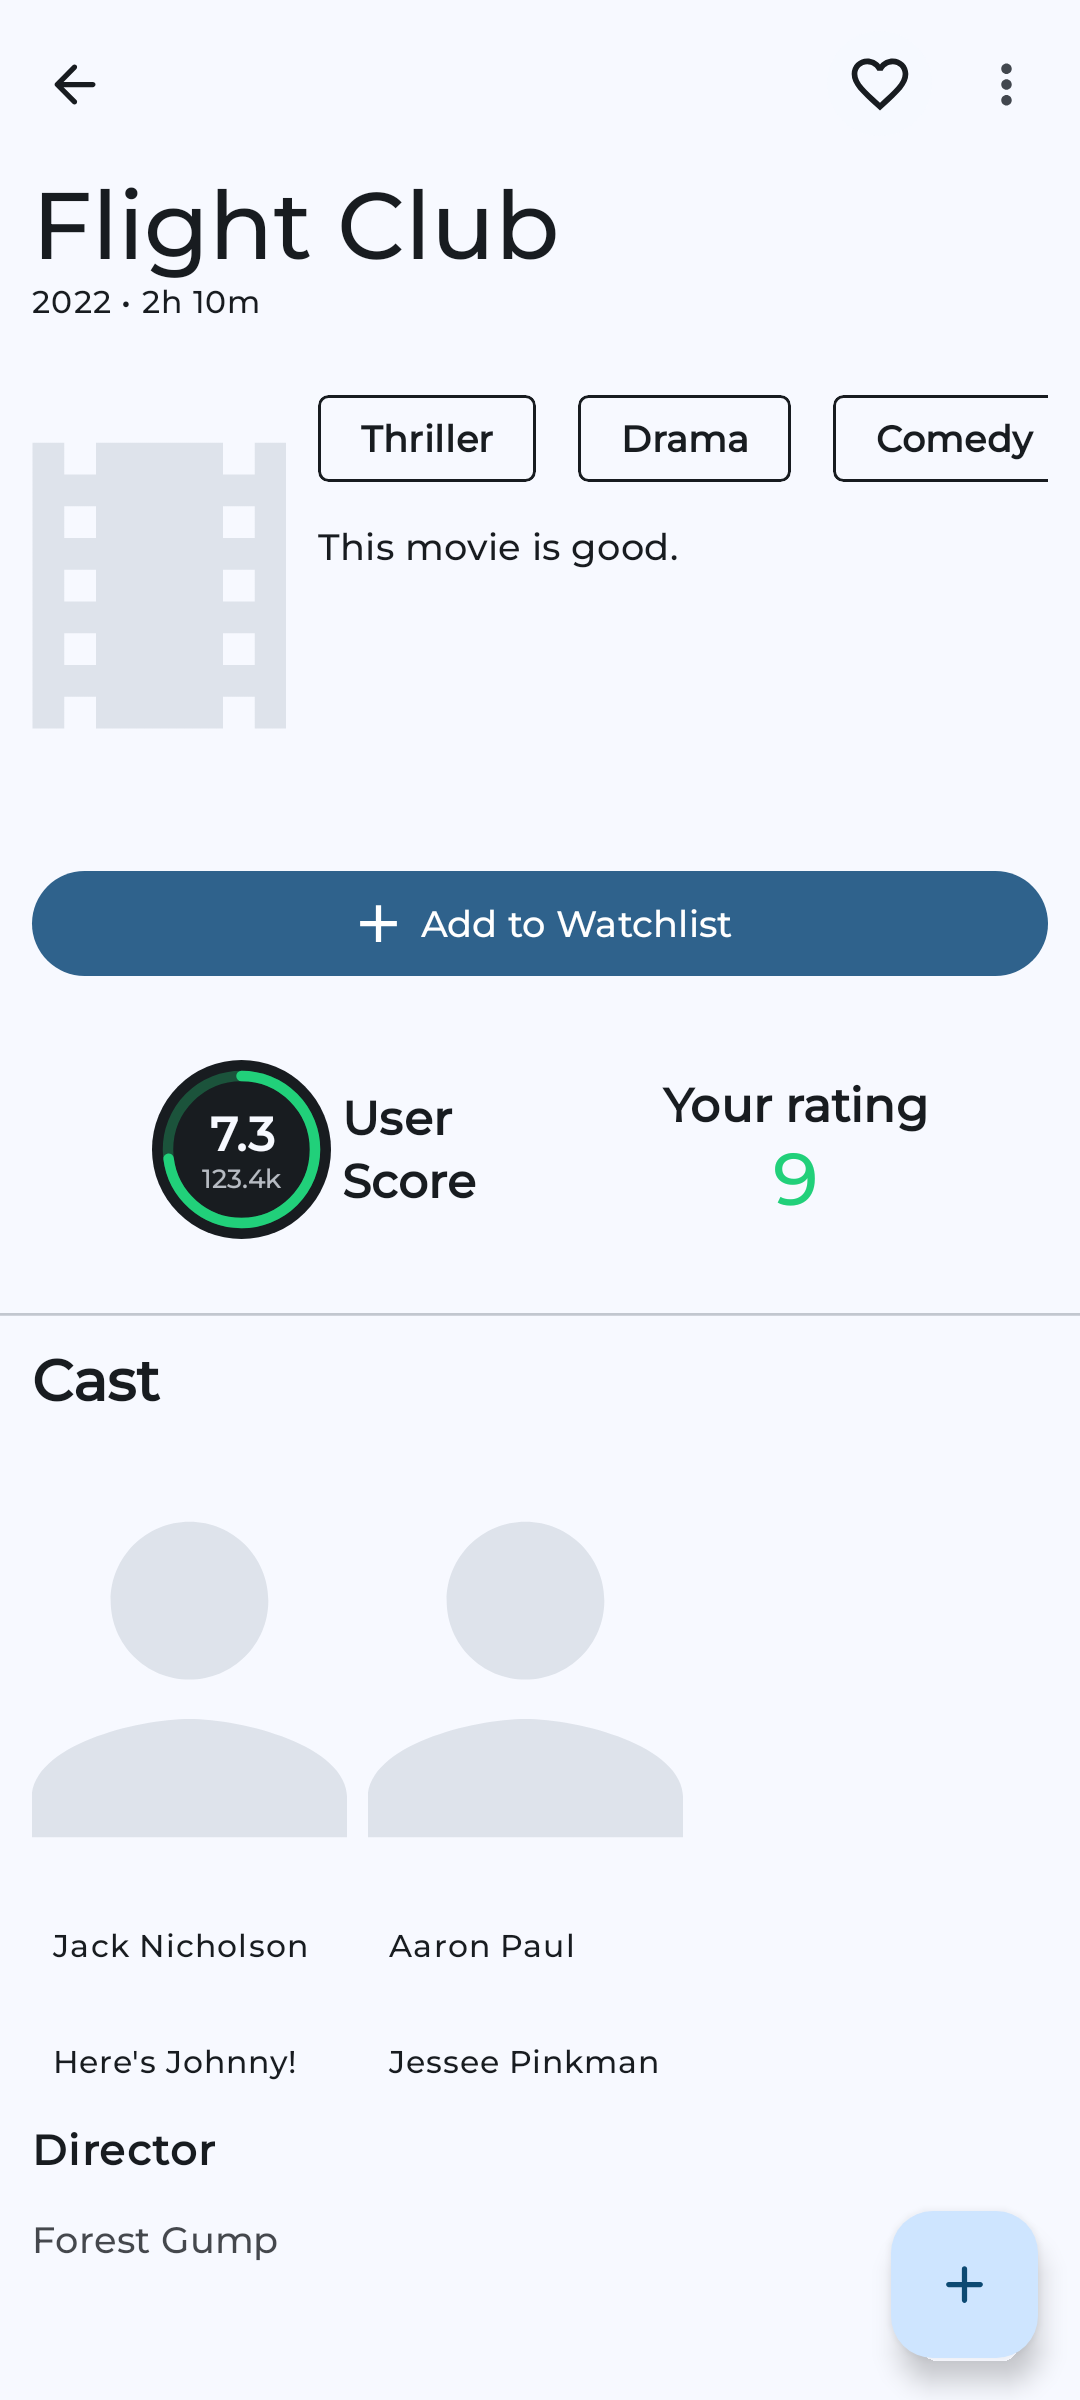 Flight Club
2022 • 2h 10m
Thriller
Drama
Comedy
This movie is good.
Add to Watchlist
7.3
123.4k
User
Score
Your rating
9
Cast
Jack Nicholson
Aaron Paul
Here's Johnny!
Jessee Pinkman
Director
Forest Gump